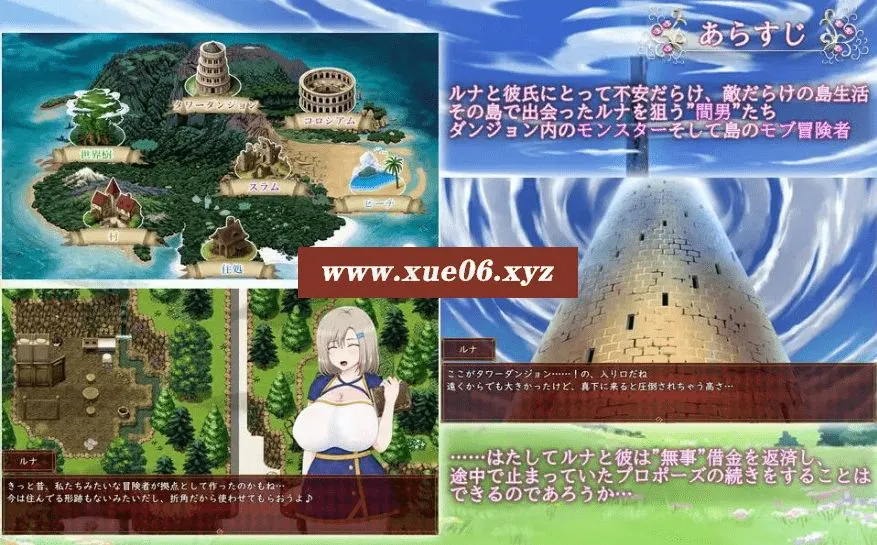 タワーダンジョン
コロシアム
世界樹
スラム
ビーチ
村
住処
あらすじ
ルナと彼氏にとって不安だらけ、敵だらけの島生活
その島で出会ったルナを狙う”間男”たち
ダンジョン内のモンスターそして島のモブ冒険者
www.xue06.xyz
ルナ
きっと昔、私たちみたいな冒険者が拠点として作ったのかもね…
今は住んでる形跡もないみたいだし、折角だから使わせてもらおうよ♪
ルナ
ここがタワーダンジョン……！の、入り口だね
遠くからでも大きかったけど、真下に来ると圧倒されちゃう高さ…
……はたしてルナと彼は”無事”借金を返済し、
途中で止まっていたプロポーズの続きをすることは
できるのであろうか…